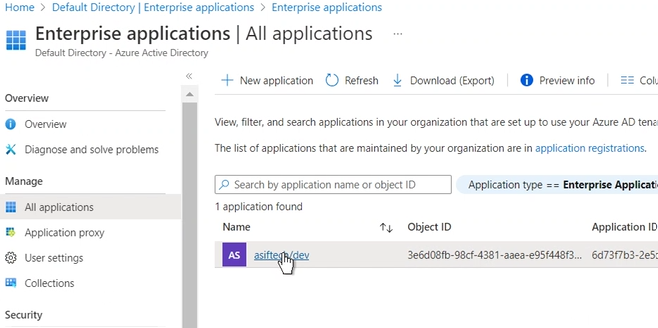 Home > Default Directory | Enterprise applications > Enterprise applications
Enterprise applications | All applications ...
Default Directory - Azure Active Directory
«
Overview
Overview
Diagnose and solve problems
Manage
All applications
Application proxy
User settings
Collections
Security
New application Refresh Download (Export) Preview info
View, filter, and search applications in your organization that are set up to use your Azure AD
The list of applications that are maintained by your organization are in application registrations.
Search by application name or object ID Application type == Enterprise
1 application found
Name Object ID Application ID
AS 3e6d08fb-98cf-4381-aaea-e95f448f3...